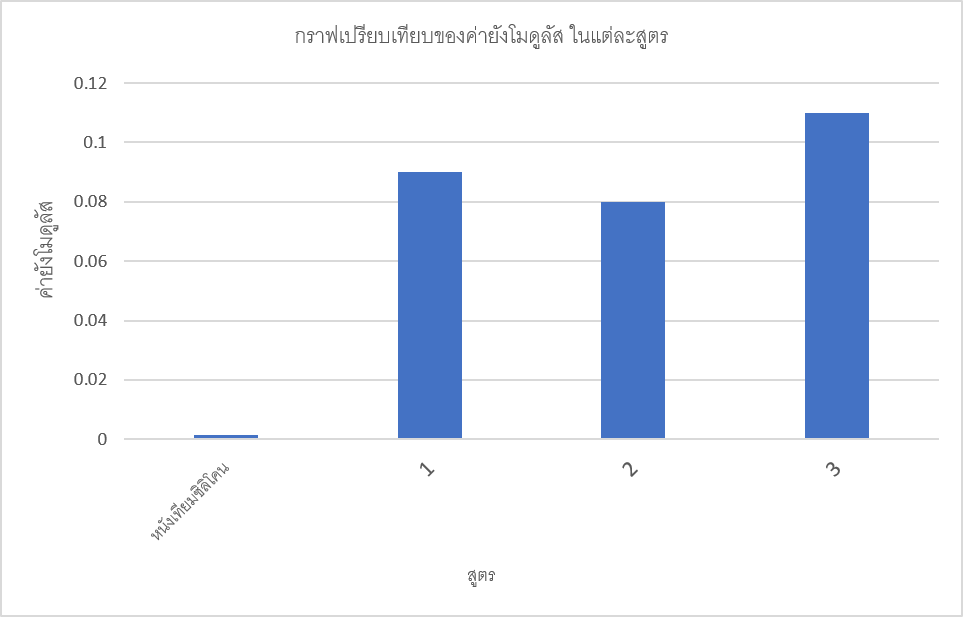 กราฟเปรียบเทียบของค่ายังโมดูลัส ในแต่ละสูตร
0.12
0.1
0.08
0.06
0.04
0.02
0
ค่ายังโมดูลัส
หนังเทียมซิลิโคน
1
2
3
สูตร